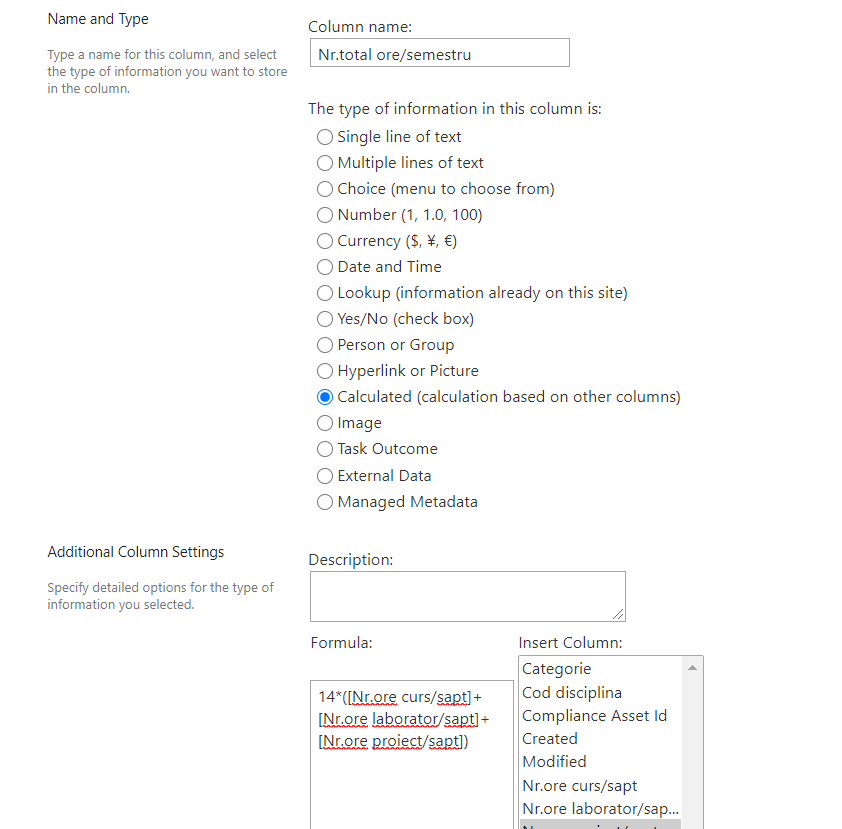 Name and Type
Type a name for this column, and select
the type of information you want to store
in the column.
Column name:
Nr.total ore/semestru
The type of information in this column is:
Single line of text
Multiple lines of text
Choice (menu to choose from)
Number (1, 1.0, 100)
Currency ($, ¥, €)
Date and Time
Lookup (information already on this site)
Yes/No (check box)
Person or Group
Hyperlink or Picture
Calculated (calculation based on other columns)
Image
Task Outcome
External Data
Managed Metadata
Additional Column Settings
Specify detailed options for the type of
information you selected.
Description:
Formula:
14*([Nr.ore curs/sapt]+
[Nr.ore laborator/sapt]+
[Nr.ore proiect/sapt])
Insert Column:
Categorie
Cod disciplina
Compliance Asset Id
Created
Modified
Nr.ore curs/sapt
Nr.ore laborator/sap...